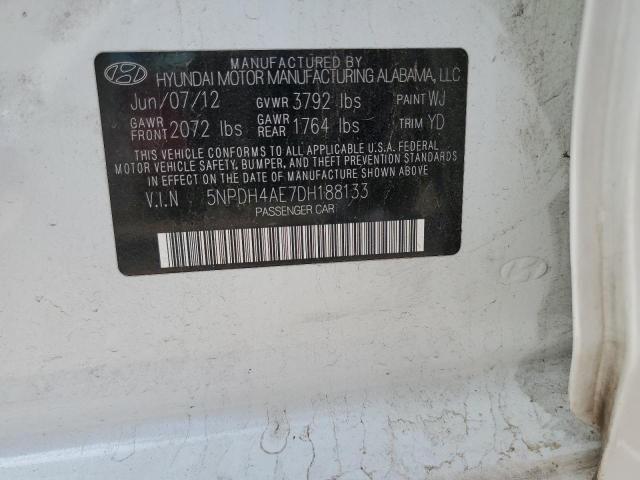 MANUFACTURED BY
HYUNDAI MOTOR MANUFACTURING ALABAMA, LLC
Jun/07/12 GVWR 3792 lbs PAINT WJ
GAWR FRONT 2072 lbs GAWR REAR 1764 lbs TRIM YD
THIS VEHICLE CONFORMS TO ALL APPLICABLE U.S.A. FEDERAL
MOTOR VEHICLE SAFETY, BUMPER, AND THEFT PREVENTION STANDARDS
IN EFFECT ON THE DATE OF MANUFACTURE SHOWN ABOVE
V.I.N 5NPDH4AE7DH188133
PASSENGER CAR